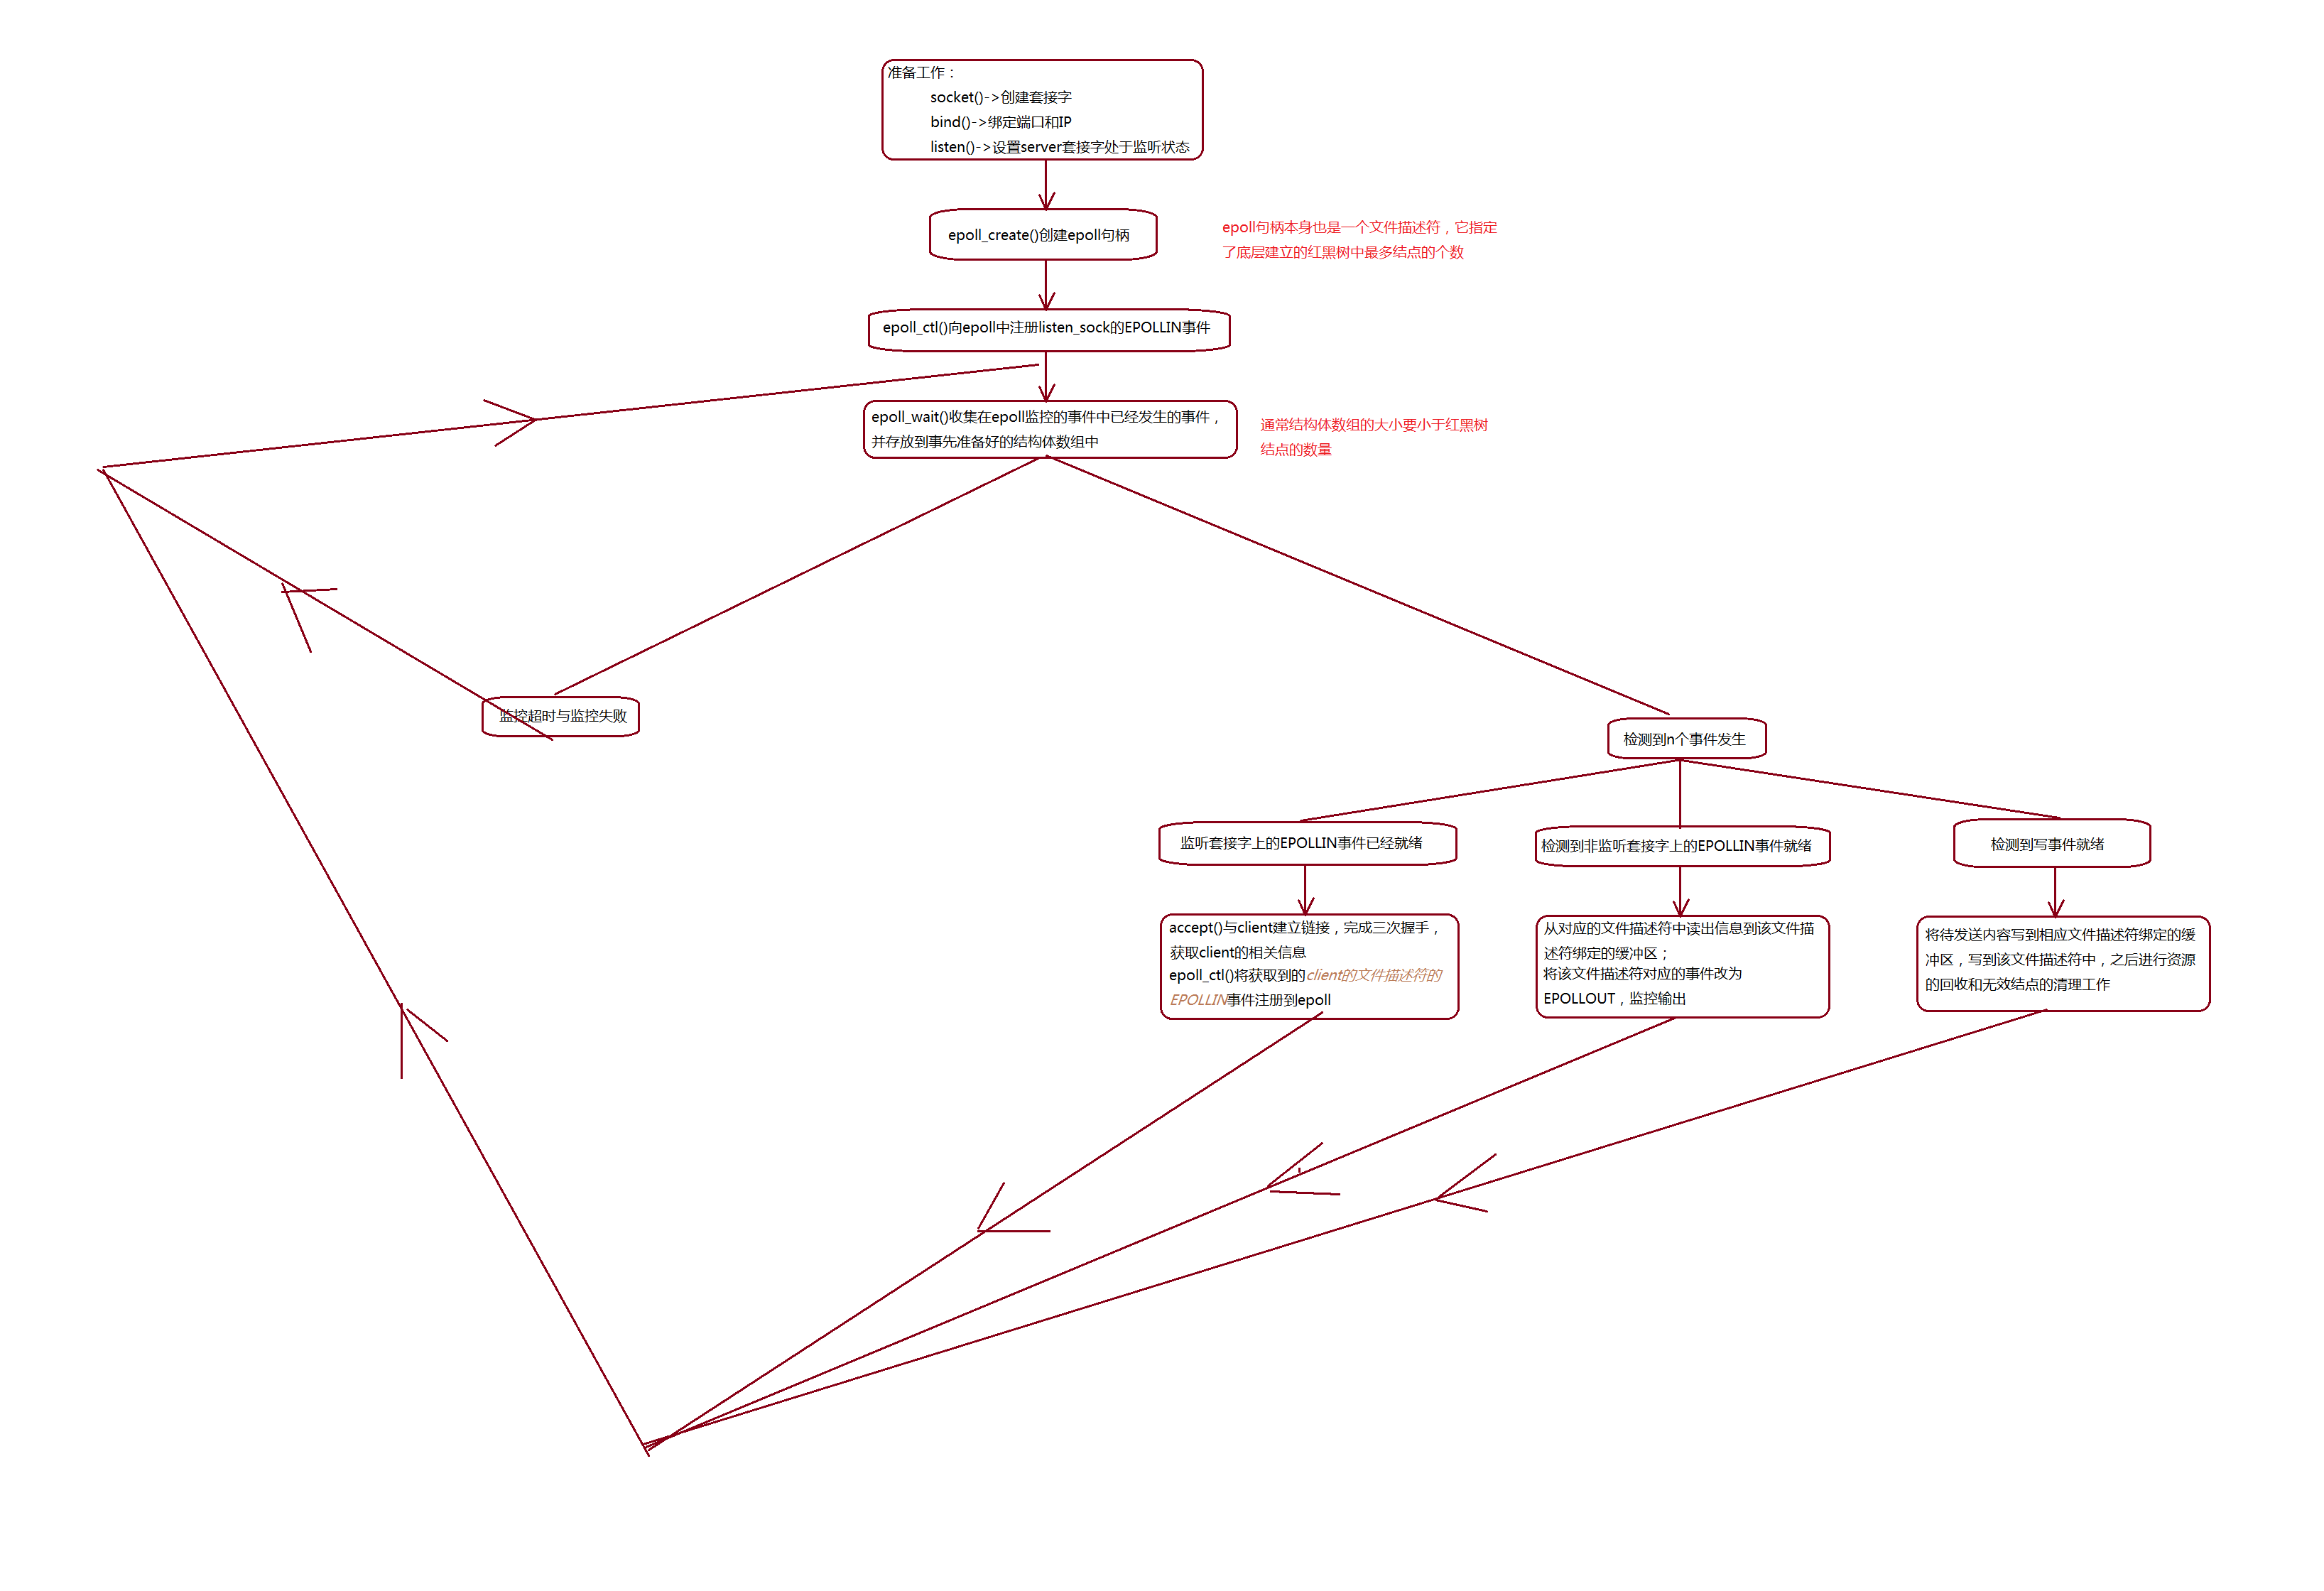 准备工作：
socket()->创建套接字
bind()->绑定端口和IP
listen()->设置server套接字处于监听状态
epoll_create()创建epoll句柄
epoll句柄本身也是一个文件描述符，它指定
了底层建立的红黑树中最多结点的个数
epoll_ctl()向epoll中注册listen_sock的EPOLLIN事件
epoll_wait()收集在epoll监控的事件中已经发生的事件，
并存放到事先准备好的结构体数组中
通常结构体数组的大小要小于红黑树
结点的数量
监控超时与监控失败
检测到n个事件发生
监听套接字上的EPOLLIN事件已经就绪
检测到非监听套接字上的EPOLLIN事件就绪
检测到写事件就绪
accept()与client建立链接，完成三次握手，
获取client的相关信息
epoll_ctl()将获取到的client的文件描述符的
EPOLLIN事件注册到epoll
从对应的文件描述符中读出信息到该文件描
述符绑定的缓冲区；
将该文件描述符对应的事件改为
EPOLLOUT，监控输出
将待发送内容写到相应文件描述符绑定的缓
冲区，写到该文件描述符中，之后进行资源
的回收和无效结点的清理工作